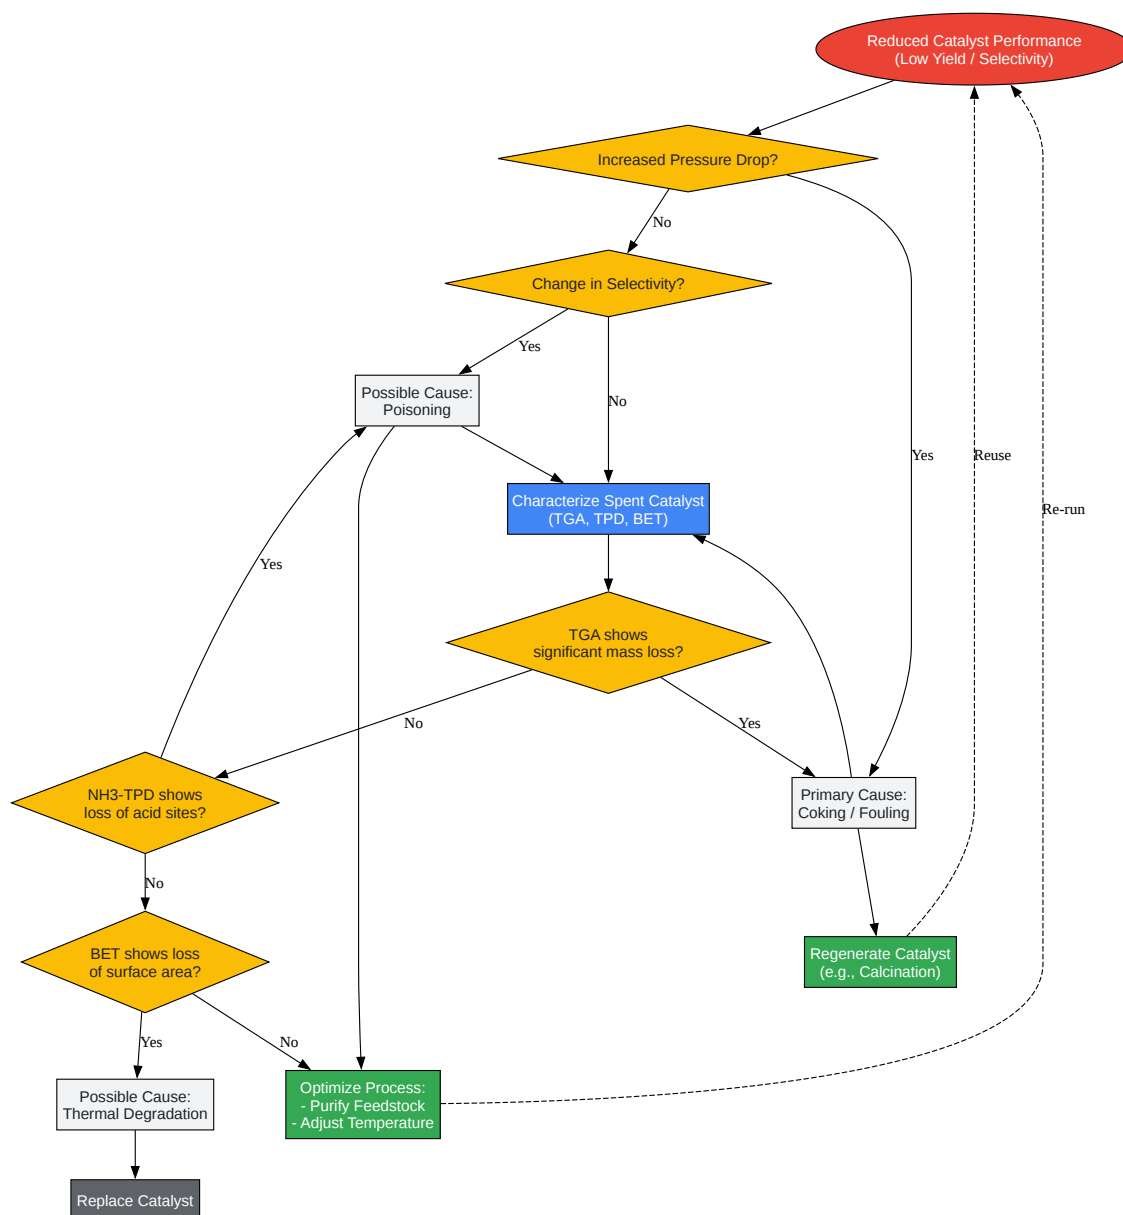 Reduced Catalyst Performance
(Low Yield / Selectivity)
Increased Pressure Drop?
No
Change in Selectivity?
Yes
Possible Cause:
Poisoning
No
Yes
Reuse
Characterize Spent Catalyst
(TGA, TPD, BET)
Re-run
Yes
TGA shows
significant mass loss?
No
Yes
NH3-TPD shows
loss of acid sites?
Primary Cause:
Coking / Fouling
No
BET shows loss
of surface area?
Regenerate Catalyst
(e.g., Calcination)
Yes
No
Possible Cause:
Thermal Degradation
Optimize Process:
- Purify Feedstock
- Adjust Temperature
Replace Catalyst